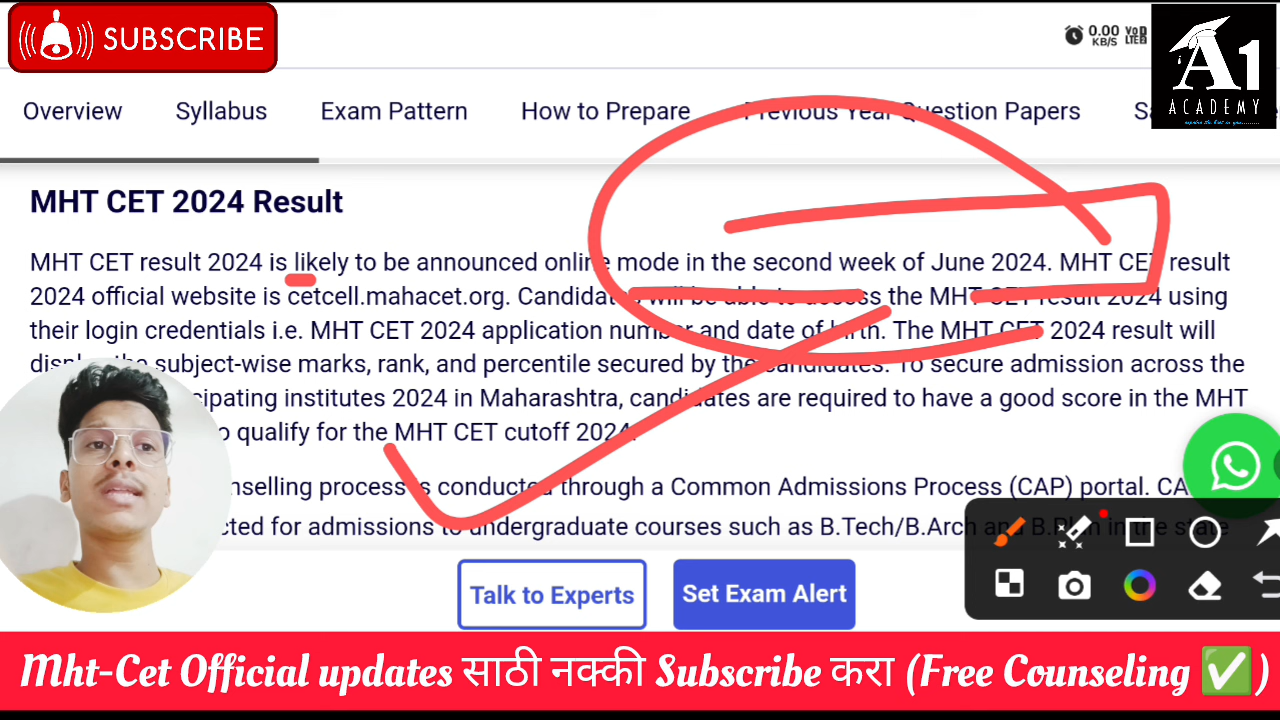 SUBSCRIBE
0.00
KB/S
VoD
LTE2
A1
ACADEMY
Overview Syllabus Exam Pattern How to Prepare Previous Year Question Papers Sa
MHT CET 2024 Result
MHT CET result 2024 is likely to be announced online mode in the second week of June 2024. MHT CET result
2024 official website is cetcell.mahacet.org. Candidates will be able to access the MHT CET result 2024 using
their login credentials i.e. MHT CET 2024 application number and date of birth. The MHT CET 2024 result will
display the subject-wise marks, rank, and percentile secured by the candidates. To secure admission across the
cipating institutes 2024 in Maharashtra, candidates are required to have a good score in the MHT
o qualify for the MHT CET cutoff 2024.
nselling process is conducted through a Common Admissions Process (CAP) portal. CA
cted for admissions to undergraduate courses such as B.Tech/B.Arch and B.Plan in the state
Talk to Experts Set Exam Alert
Mht-Cet Official updates साठी नक्की Subscribe करा (Free Counseling ✅)